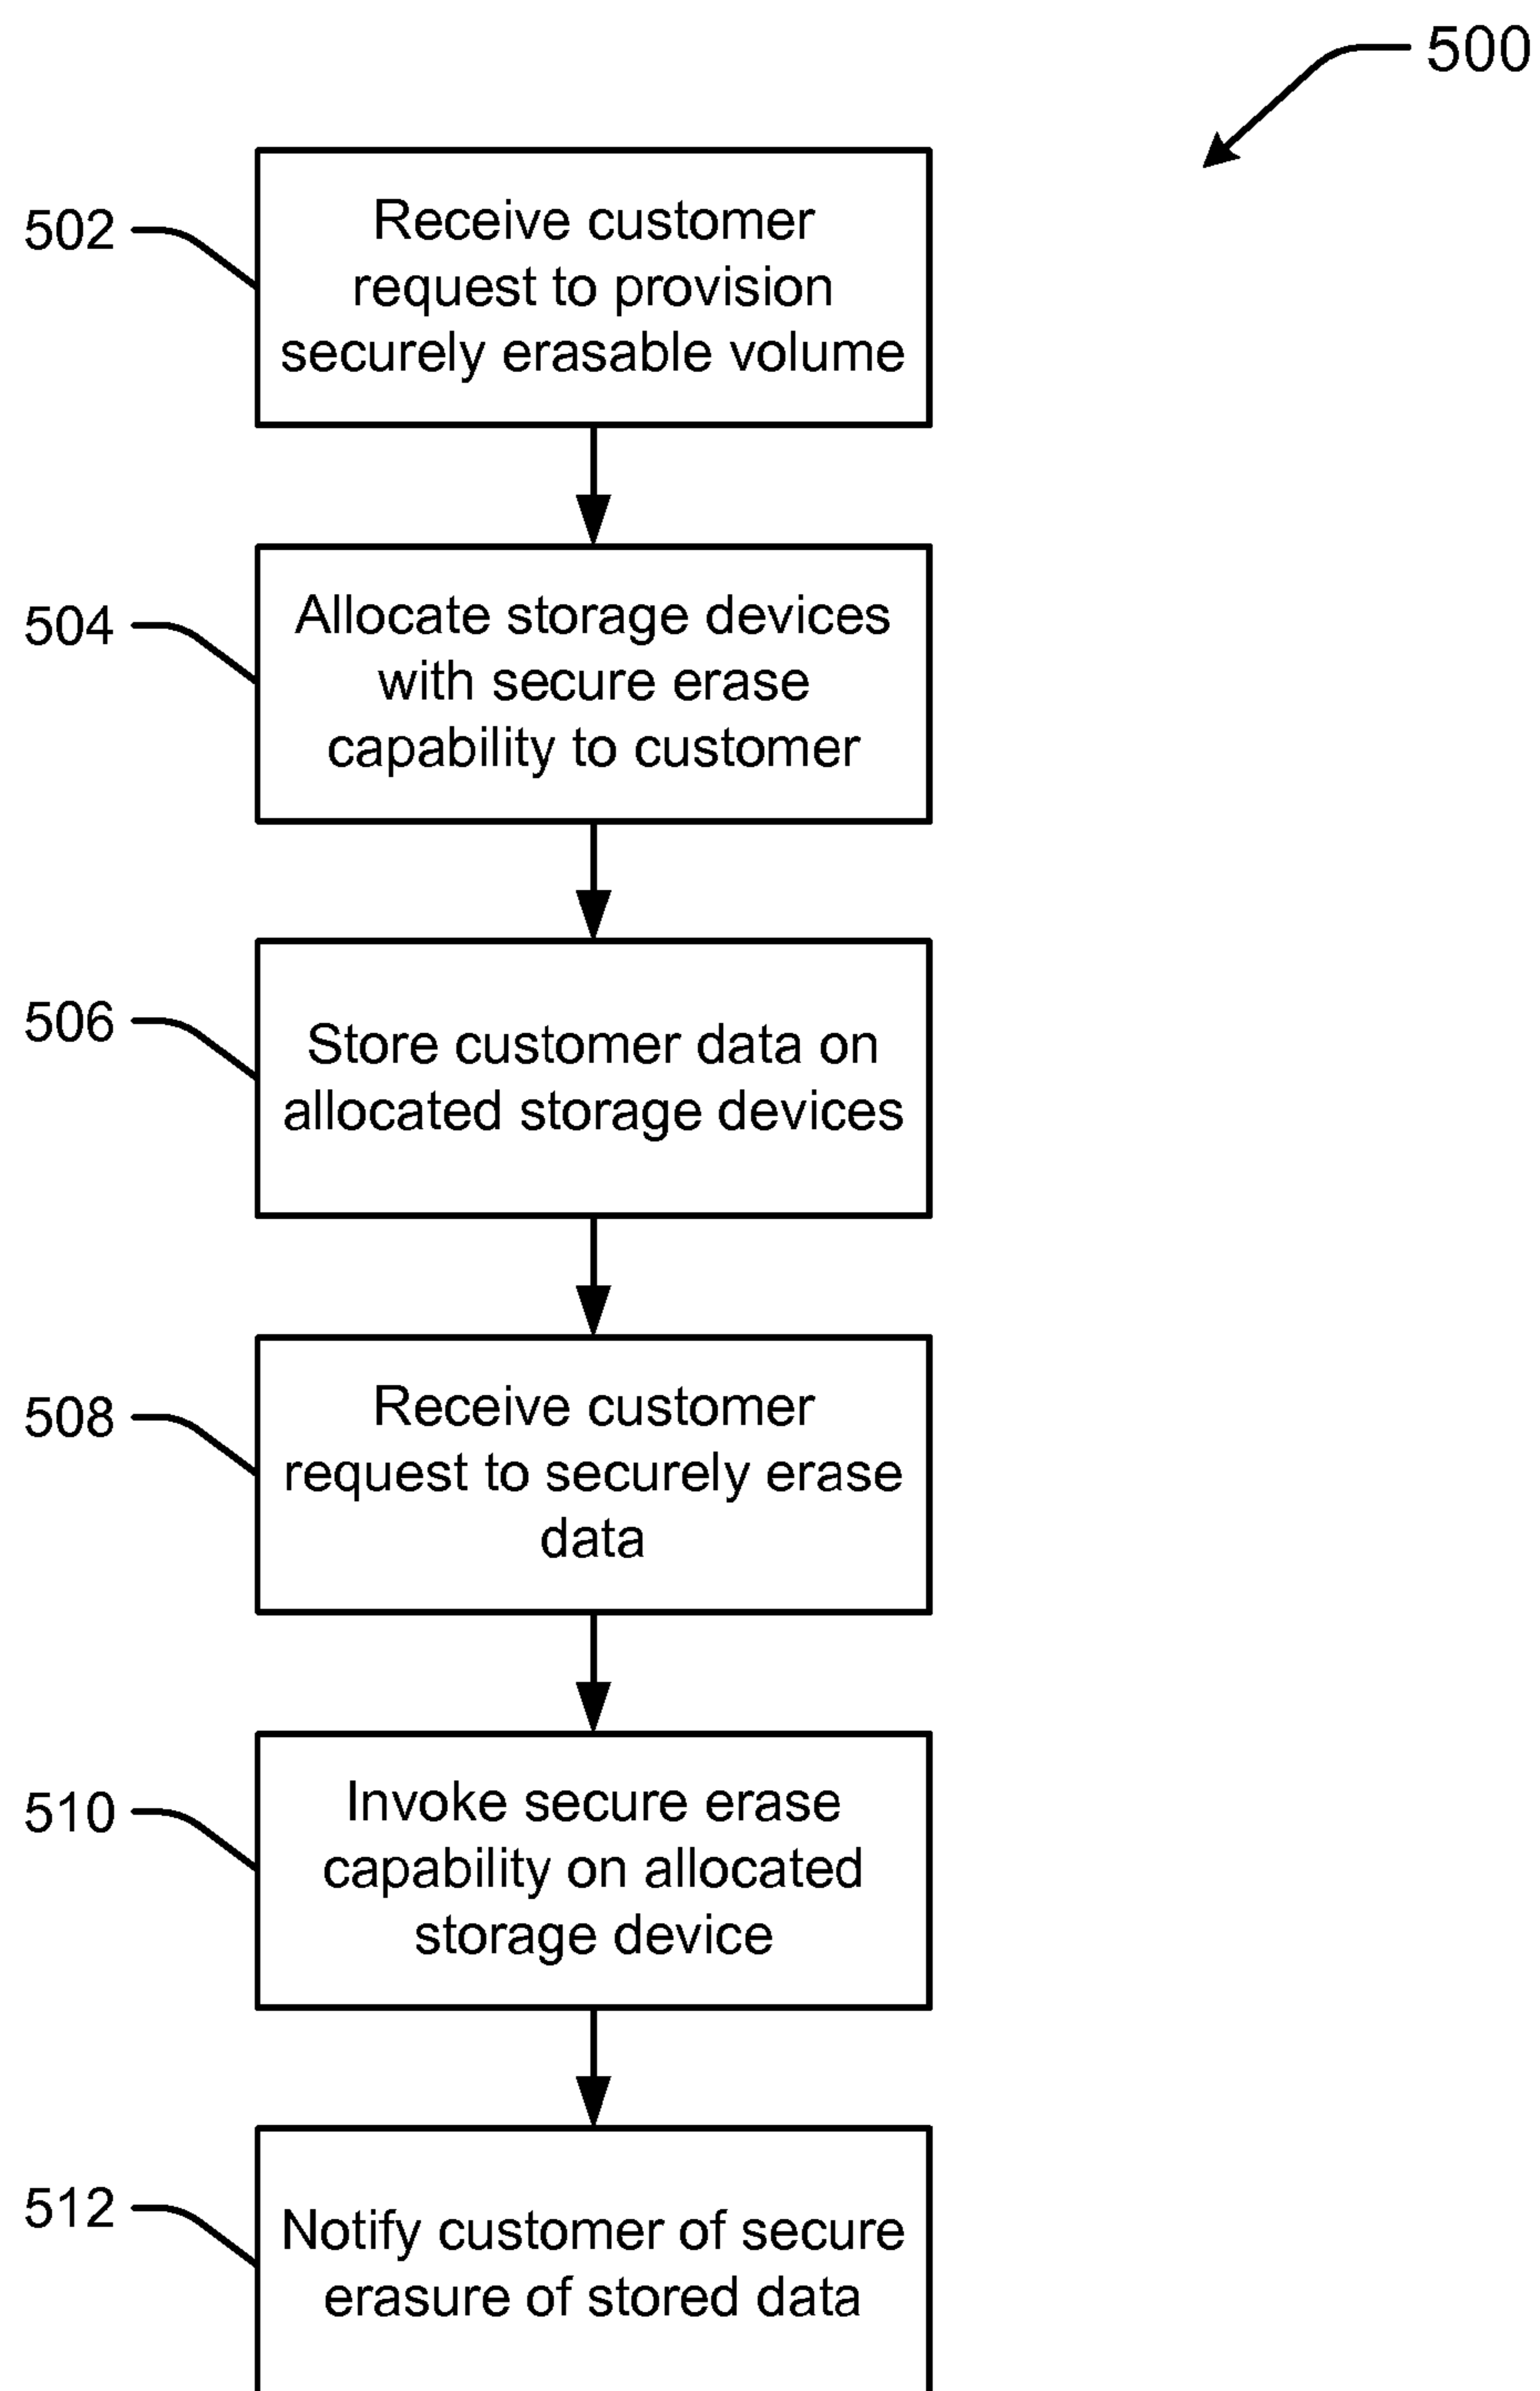 500
502
Receive customer
request to provision
securely erasable volume
504
Allocate storage devices
with secure erase
capability to customer
506
Store customer data on
allocated storage devices
508
Receive customer
request to securely erase
data
510
Invoke secure erase
capability on allocated
storage device
512
Notify customer of secure
erasure of stored data